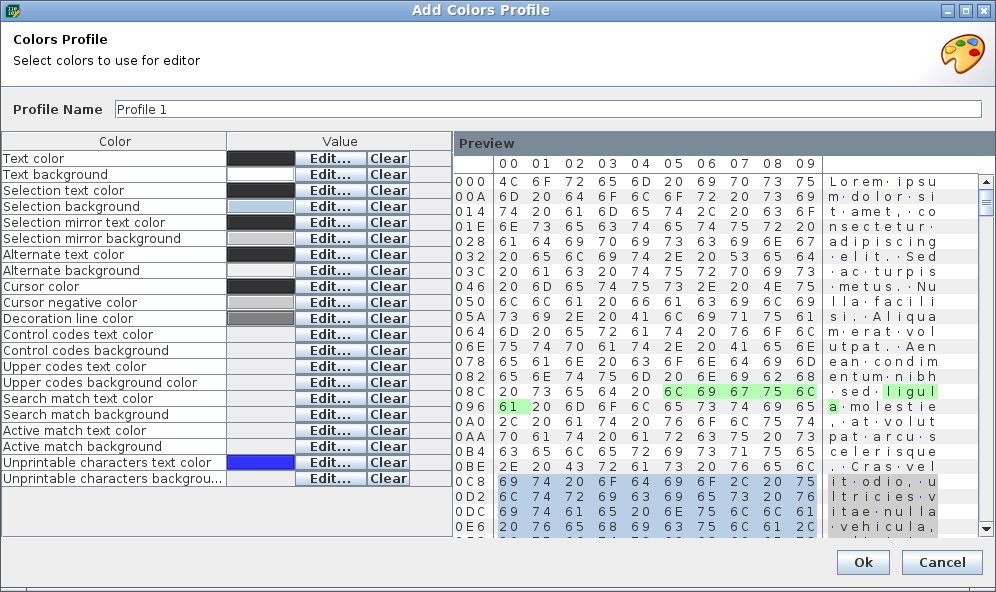 Add Colors Profile
Colors Profile
Select colors to use for editor
Profile Name Profile 1
Color Value
Text color Edit... Clear
Text background Edit... Clear
Selection text color Edit... Clear
Selection background Edit... Clear
Selection mirror text color Edit... Clear
Selection mirror background Edit... Clear
Alternate text color Edit... Clear
Alternate background Edit... Clear
Cursor color Edit... Clear
Cursor negative color Edit... Clear
Decoration line color Edit... Clear
Control codes text color Edit... Clear
Control codes background Edit... Clear
Upper codes text color Edit... Clear
Upper codes background color Edit... Clear
Search match text color Edit... Clear
Search match background Edit... Clear
Active match text color Edit... Clear
Active match background Edit... Clear
Unprintable characters text color Edit... Clear
Unprintable characters backgrou... Edit... Clear
Preview
00 01 02 03 04 05 06 07 08 09
000 4C 6F 72 65 6D 20 69 70 73 75 Lorem·ipsu
00A 6D 20 64 6F 6C 6F 72 20 73 69 m·dolor·si
014 74 20 61 6D 65 74 2C 20 63 6F t·amet,·co
01E 6E 73 65 63 74 65 74 75 72 20 nsectetur·
028 61 64 69 70 69 73 63 69 6E 67 adipiscing
032 20 65 6C 69 74 2E 20 53 65 64 ·elit.·Sed
03C 20 61 63 20 74 75 72 70 69 73 ·ac·turpis
046 20 6D 65 74 75 73 2E 20 4E 75 ·metus.·Nu
050 6C 6C 61 20 66 61 63 69 6C 69 lla·facili
05A 73 69 2E 20 41 6C 69 71 75 61 si.·Aliqua
064 6D 20 65 72 61 74 20 76 6F 6C m·erat·vol
06E 75 74 70 61 74 2E 20 41 65 6E utpat.·Aen
078 65 61 6E 20 63 6F 6E 64 69 6D ean·condim
082 65 6E 74 75 6D 20 6E 69 62 68 entum·nibh
08C 20 73 65 64 20 6C 69 67 75 6C ·sed·ligul
096 61 20 6D 6F 6C 65 73 74 69 65 a·molestie
0A0 2C 20 61 74 20 76 6F 6C 75 74 ,·at·volut
0AA 70 61 74 20 61 72 63 75 20 73 pat·arcu·s
0B4 63 65 6C 65 72 69 73 71 75 65 celerisque
0BE 2E 20 43 72 61 73 20 76 65 6C .·Cras·vel
0C8 69 74 20 6F 64 69 6F 2C 20 75 it·odio,·u
0D2 6C 74 72 69 63 69 65 73 20 76 ltricies·v
0DC 69 74 61 65 20 6E 75 6C 6C 61 itae·nulla
0E6 20 76 65 68 69 63 75 6C 61 2C ·vehicula,
Ok Cancel